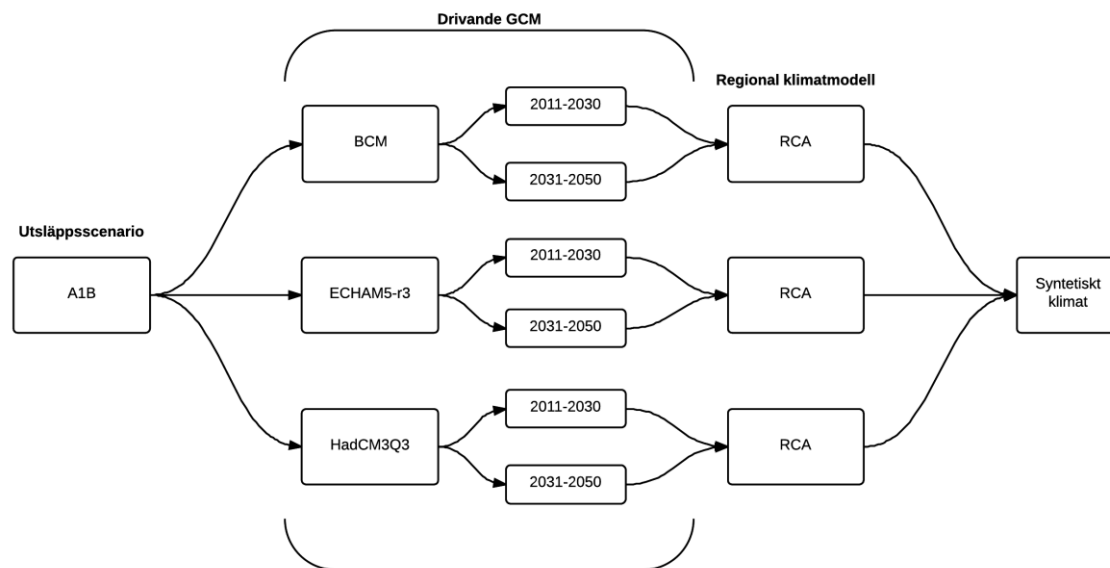 Drivande GCM
Regional klimatmodell
2011-2030
BCM
RCA
2031-2050
Utsläppsscenario
2011-2030
A1B
ECHAM5-r3
RCA
Syntetiskt
klimat
2031-2050
2011-2030
HadCM3Q3
RCA
2031-2050